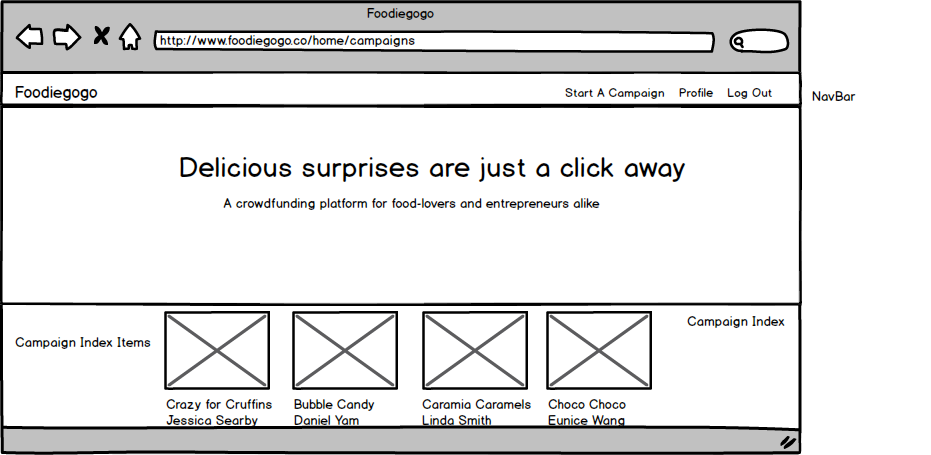 Foodiegogo
http://www.foodiegogo.co/home/campaigns
Foodiegogo
Start A Campaign Profile Log Out
NavBar
Delicious surprises are just a click away
A crowdfunding platform for food-lovers and entrepreneurs alike
Campaign Index
Campaign Index Items
Crazy for Cruffins
Jessica Searby
Bubble Candy
Daniel Yam
Caramia Caramels
Linda Smith
Choco Choco
Eunice Wang